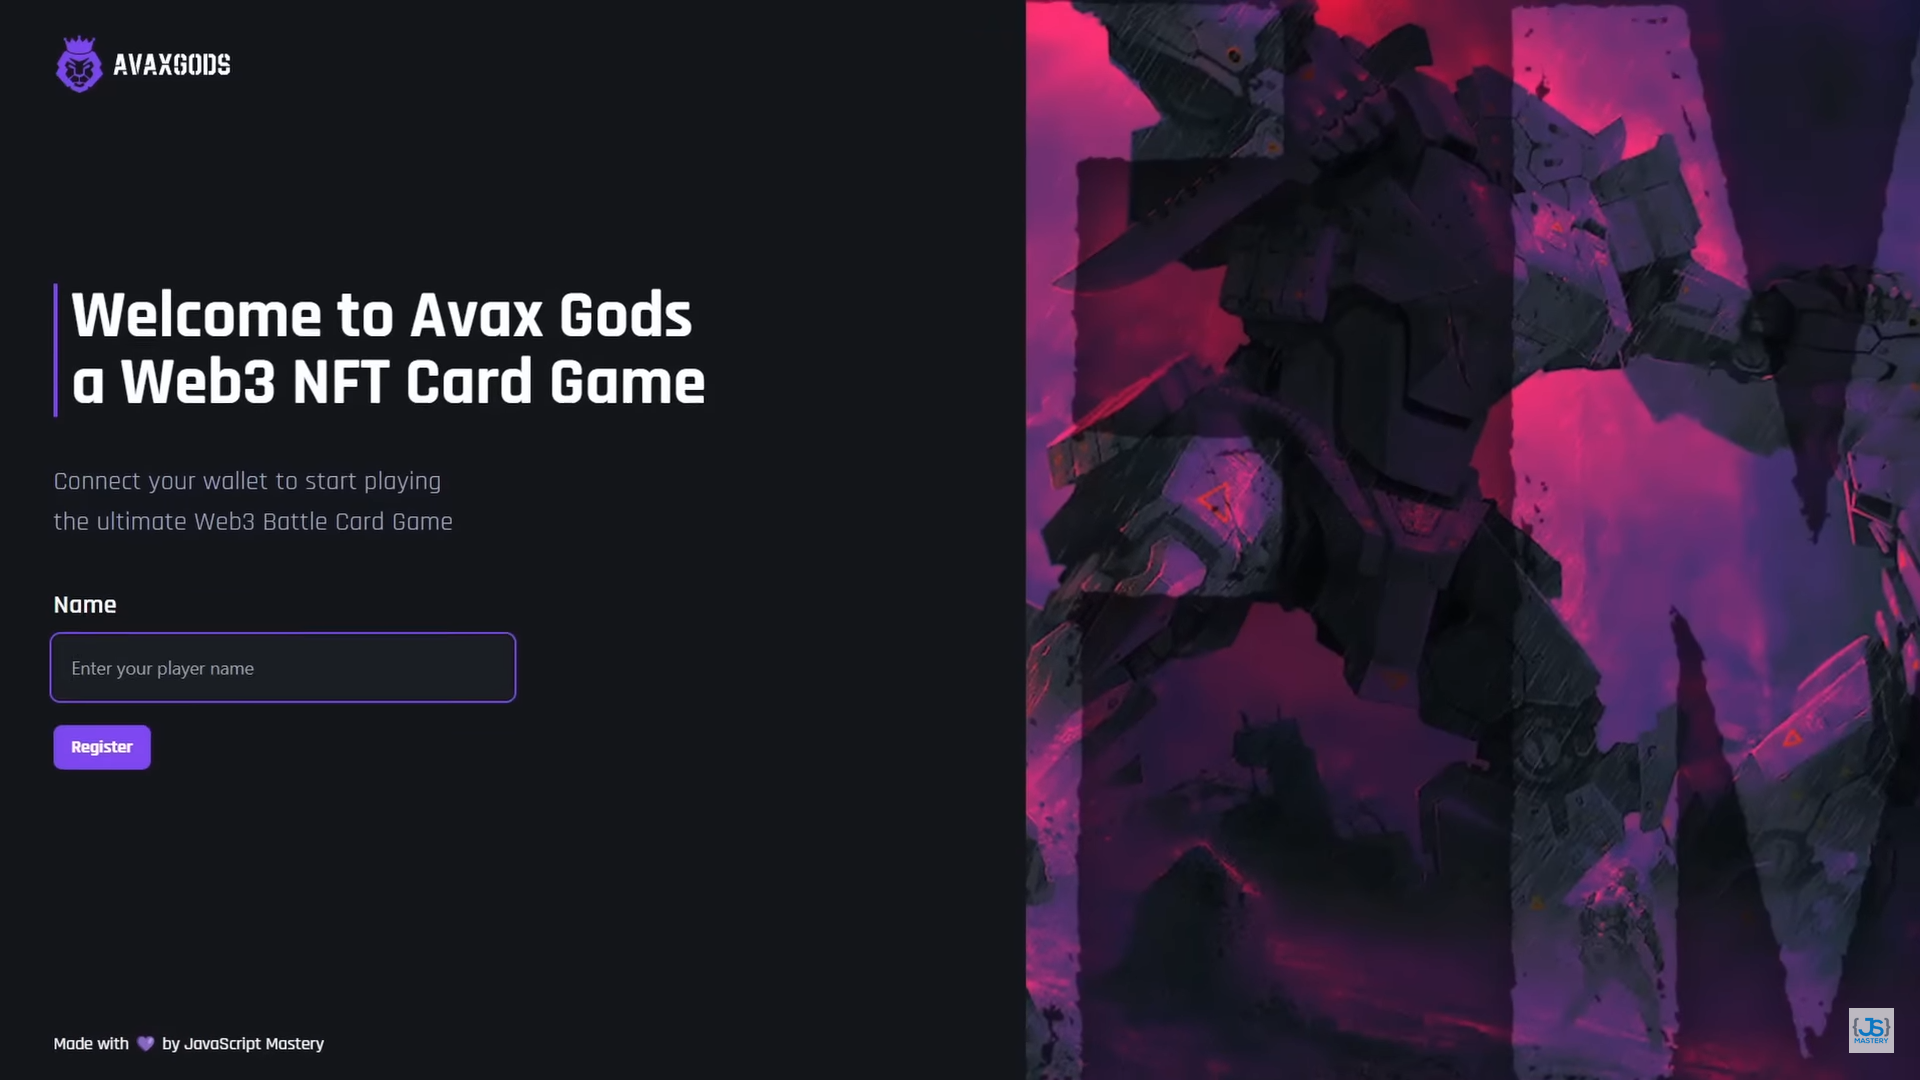 AVAXGODS
Welcome to Avax Gods
a Web3 NFT Card Game
Connect your wallet to start playing
the ultimate Web3 Battle Card Game
Name
Enter your player name
Register
Made with 💜 by JavaScript Mastery
{JS}
MASTERY